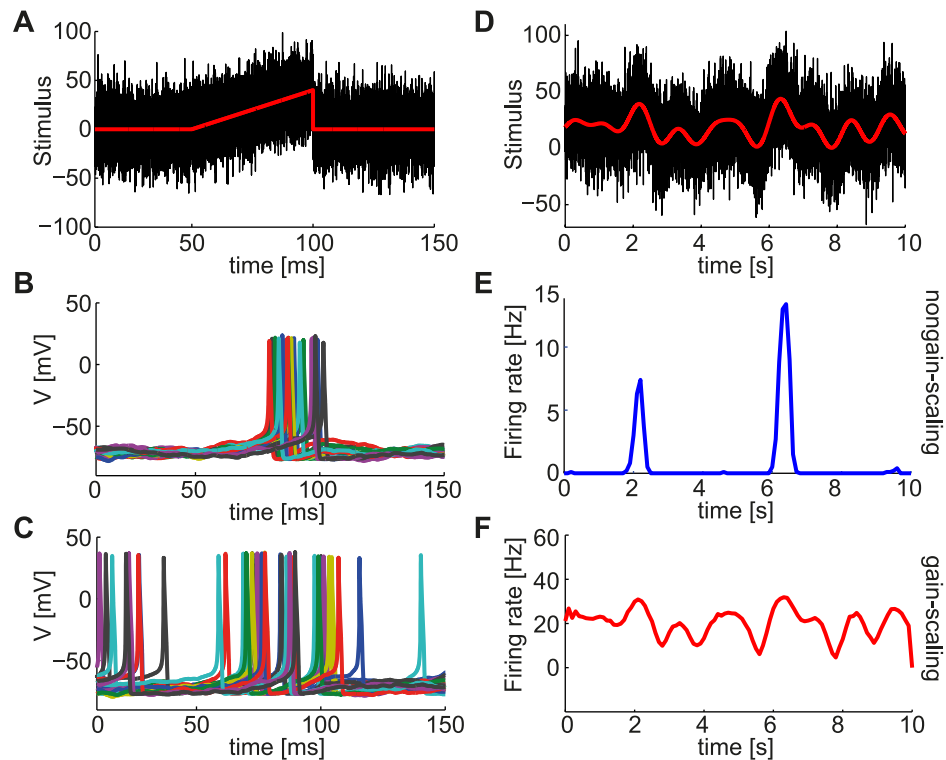 A
100
50
0
−50
−100
Stimulus
0
50
100
150
time [ms]
B
50
0
−50
V [mV]
0
50
100
150
time [ms]
C
50
0
−50
V [mV]
0
50
100
150
time [ms]
D
100
50
0
−50
Stimulus
0
2
4
6
8
10
time [s]
E
15
10
5
0
Firing rate [Hz]
0
2
4
6
8
10
time [s]
nongain-scaling
F
60
40
20
0
Firing rate [Hz]
0
2
4
6
8
10
time [s]
gain-scaling